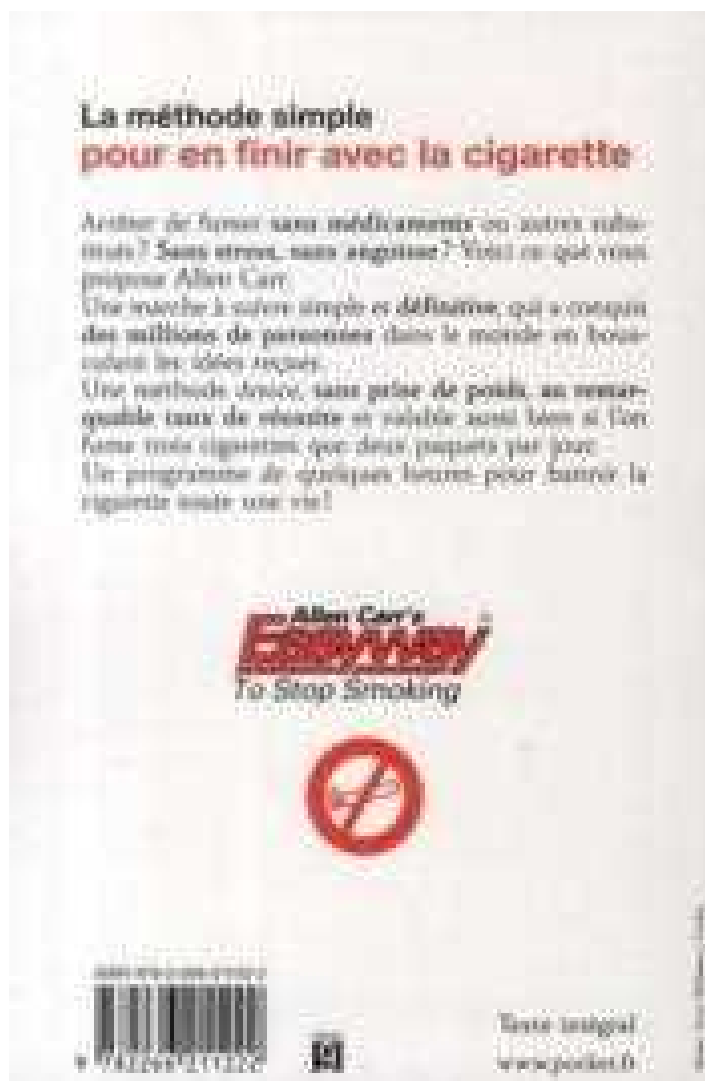 La méthode simple
pour en finir avec la cigarette
Arrêter de fumer sans médicaments ou autres substi-
tuts? Sans stress, sans angoisse? Voici ce que vous
propose Allen Carr.
Une marche à suivre simple et définitive, qui a conquis
des millions de personnes dans le monde en bous-
culant les idées reçues.
Une méthode douce, sans prise de poids, au remar-
quable taux de réussite et valable aussi bien si l'on
fume trois cigarettes que deux paquets par jour.
Un programme de quelques heures pour bannir la
cigarette toute une vie!
Allen Carr's
EASYWAY
To Stop Smoking
9 782266 211222
Texte intégral
www.pocket.fr